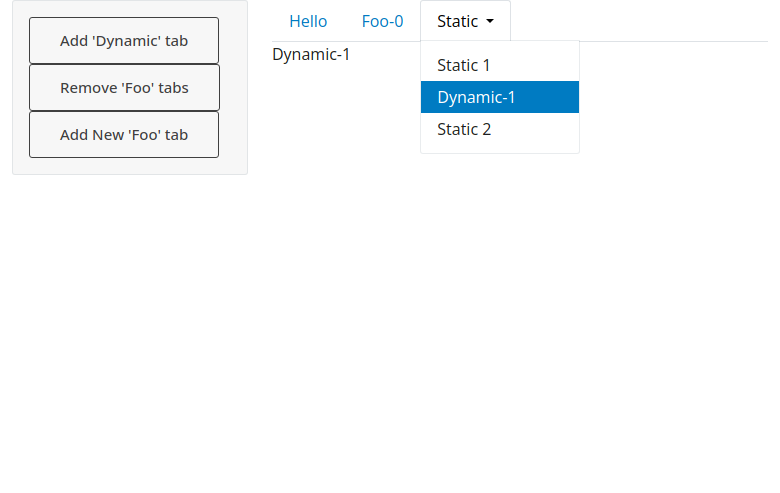 Add 'Dynamic' tab
Remove 'Foo' tabs
Add New 'Foo' tab
Hello
Foo-0
Static
Dynamic-1
Static 1
Dynamic-1
Static 2